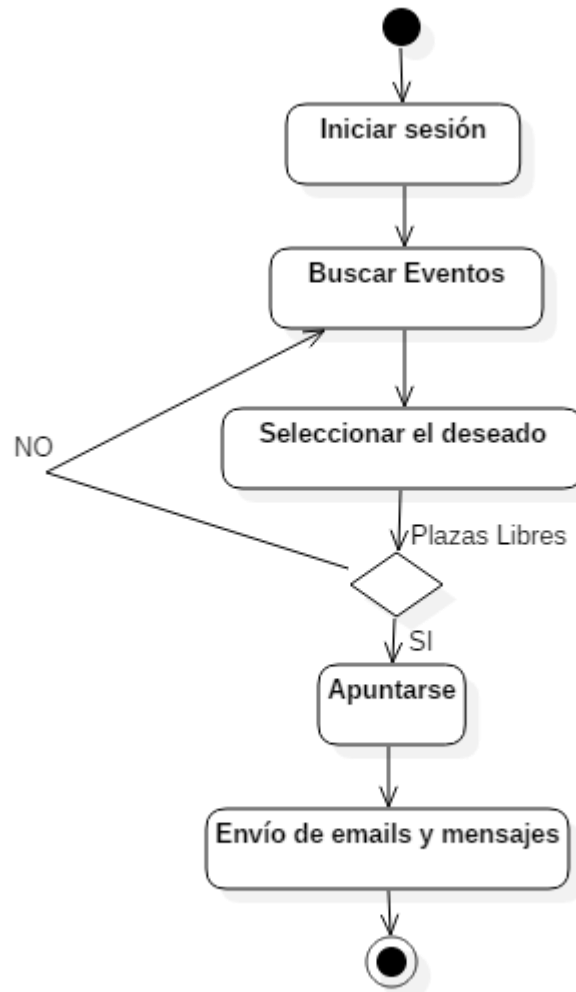 Iniciar sesión
Buscar Eventos
Seleccionar el deseado
NO
Plazas Libres
SI
Apuntarse
Envío de emails y mensajes